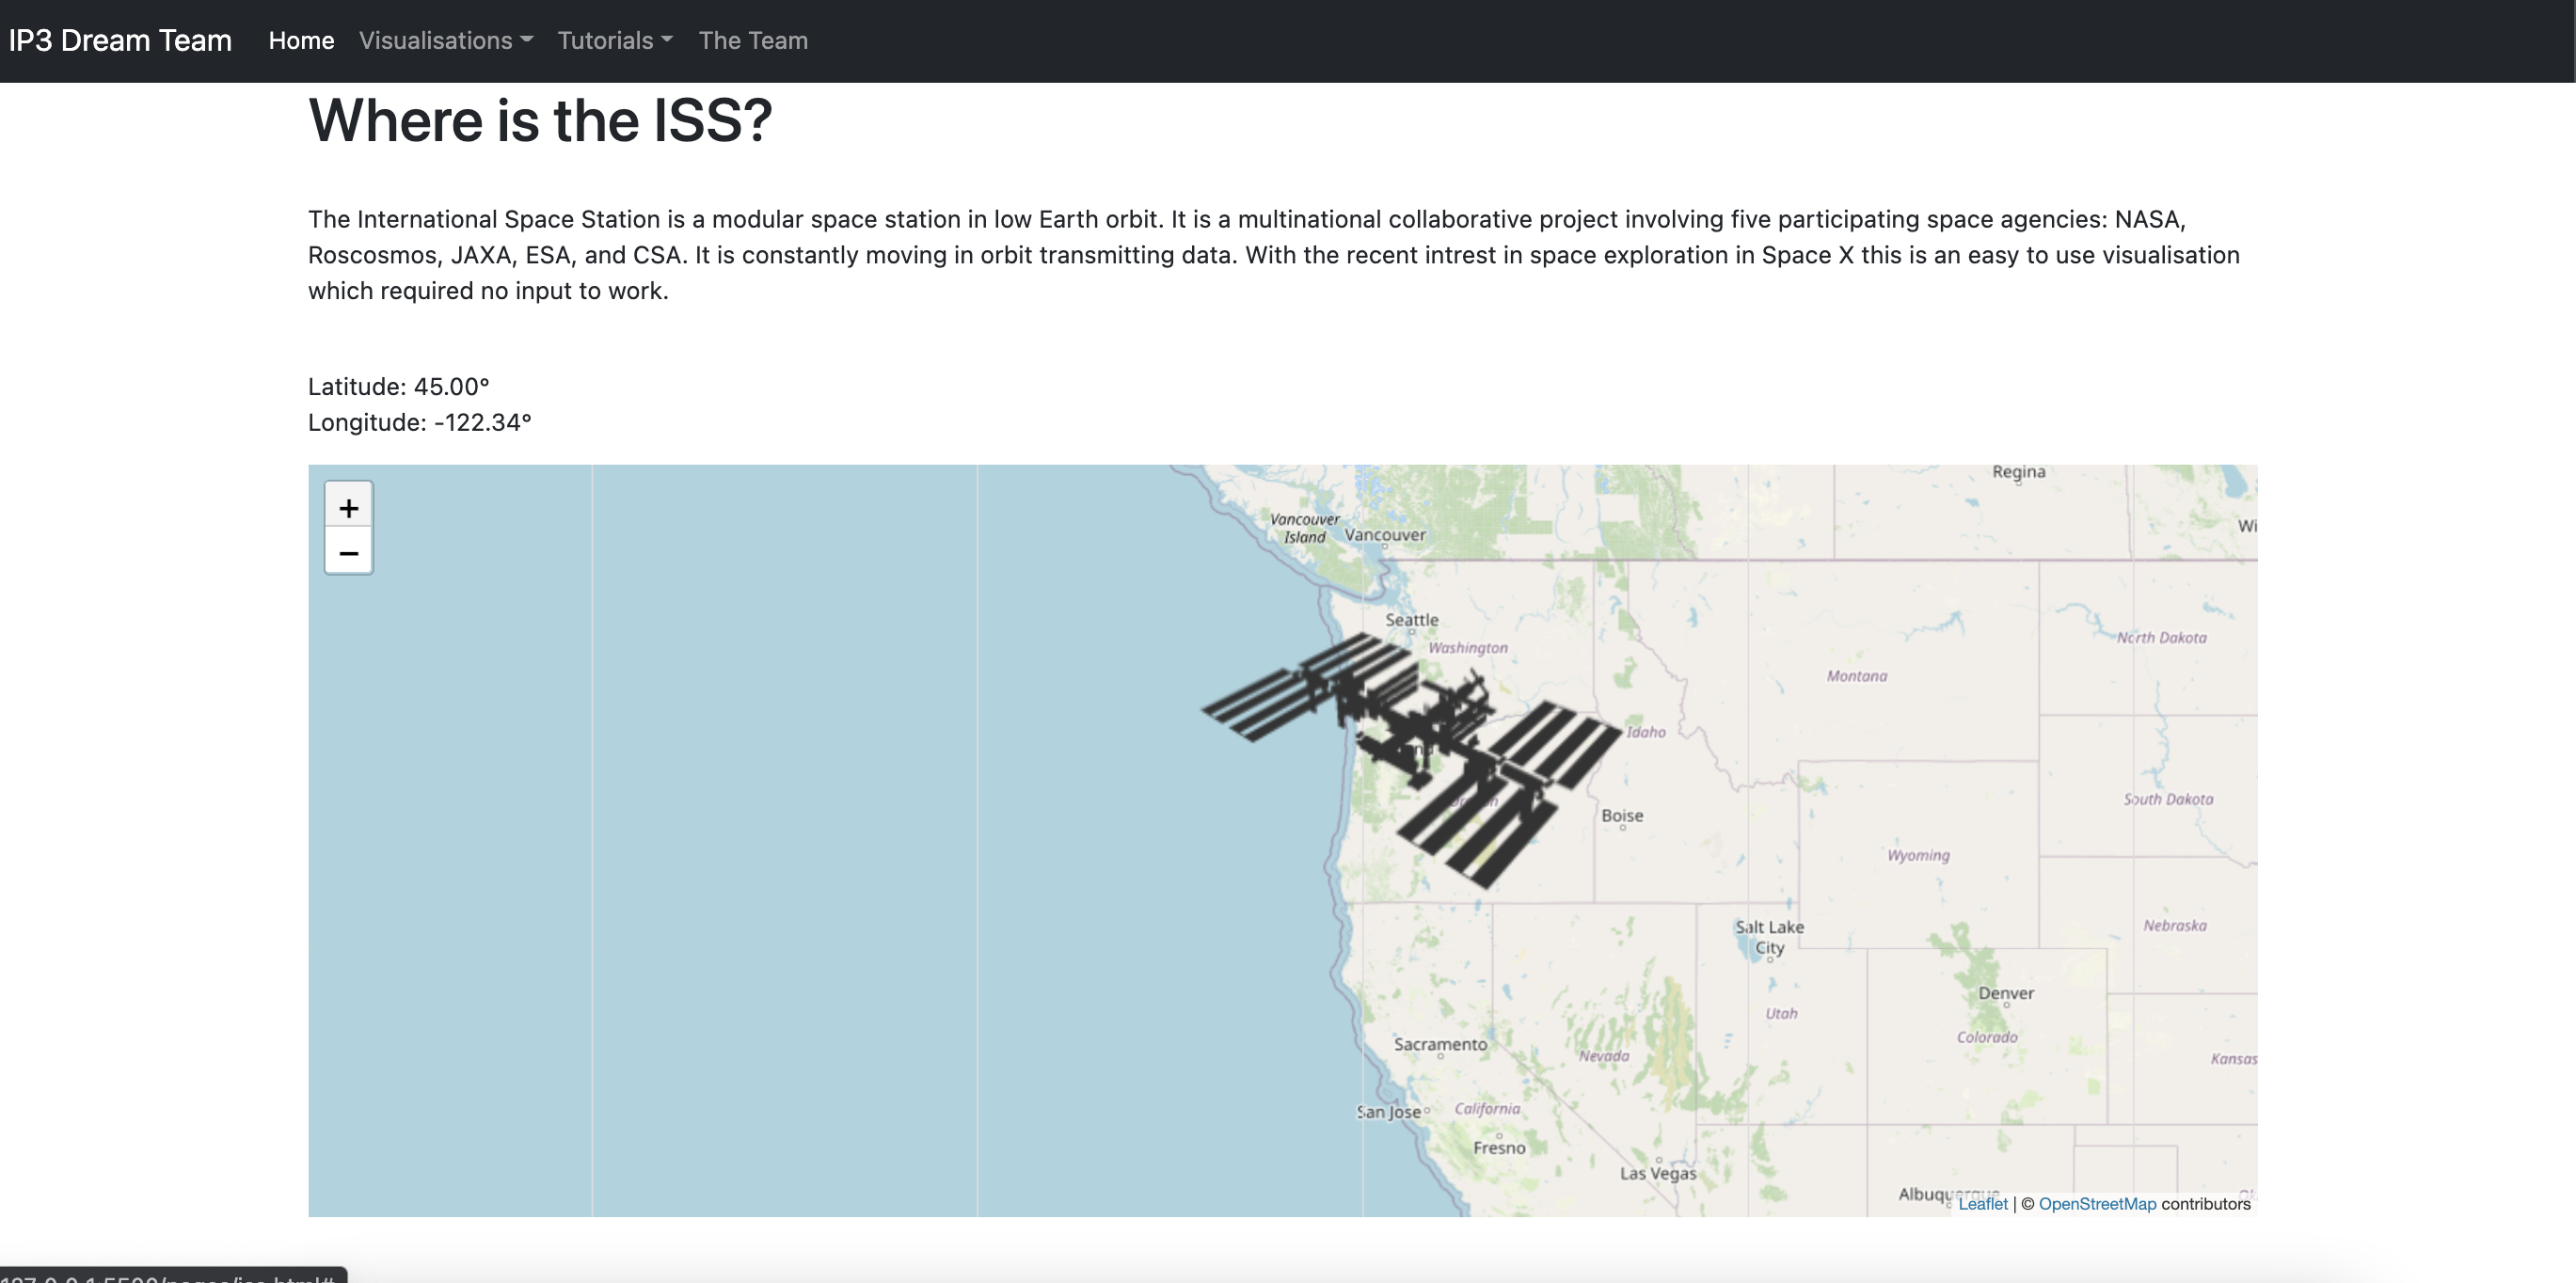 IP3 Dream Team Home Visualisations Tutorials The Team
Where is the ISS?
The International Space Station is a modular space station in low Earth orbit. It is a multinational collaborative project involving five participating space agencies: NASA,
Roscosmos, JAXA, ESA, and CSA. It is constantly moving in orbit transmitting data. With the recent intrest in space exploration in Space X this is an easy to use visualisation
which required no input to work.
Latitude: 45.00°
Longitude: -122.34°
+
−
Regina
Vancouver
Island
Vancouver
Wi
Seattle
Washington
North Dakota
Montana
Idaho
South Dakota
Boise
Wyoming
Nebraska
Salt Lake
City
Denver
Utah
Colorado
Sacramento
Nevada
Kansas
San Jose
California
Fresno
Las Vegas
Albuquerque
Leaflet | © OpenStreetMap contributors